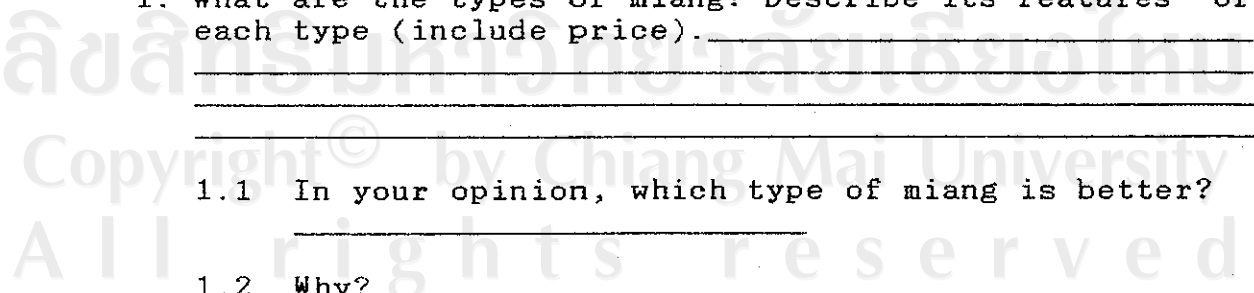 1. What are the types of miang? Describe its features of
each type (include price).
ลิขสิทธิ์มหาวิทยาลัยเชียงใหม่
Copyright© by Chiang Mai University
1.1 In your opinion, which type of miang is better?
All rights reserved
1.2 Why?